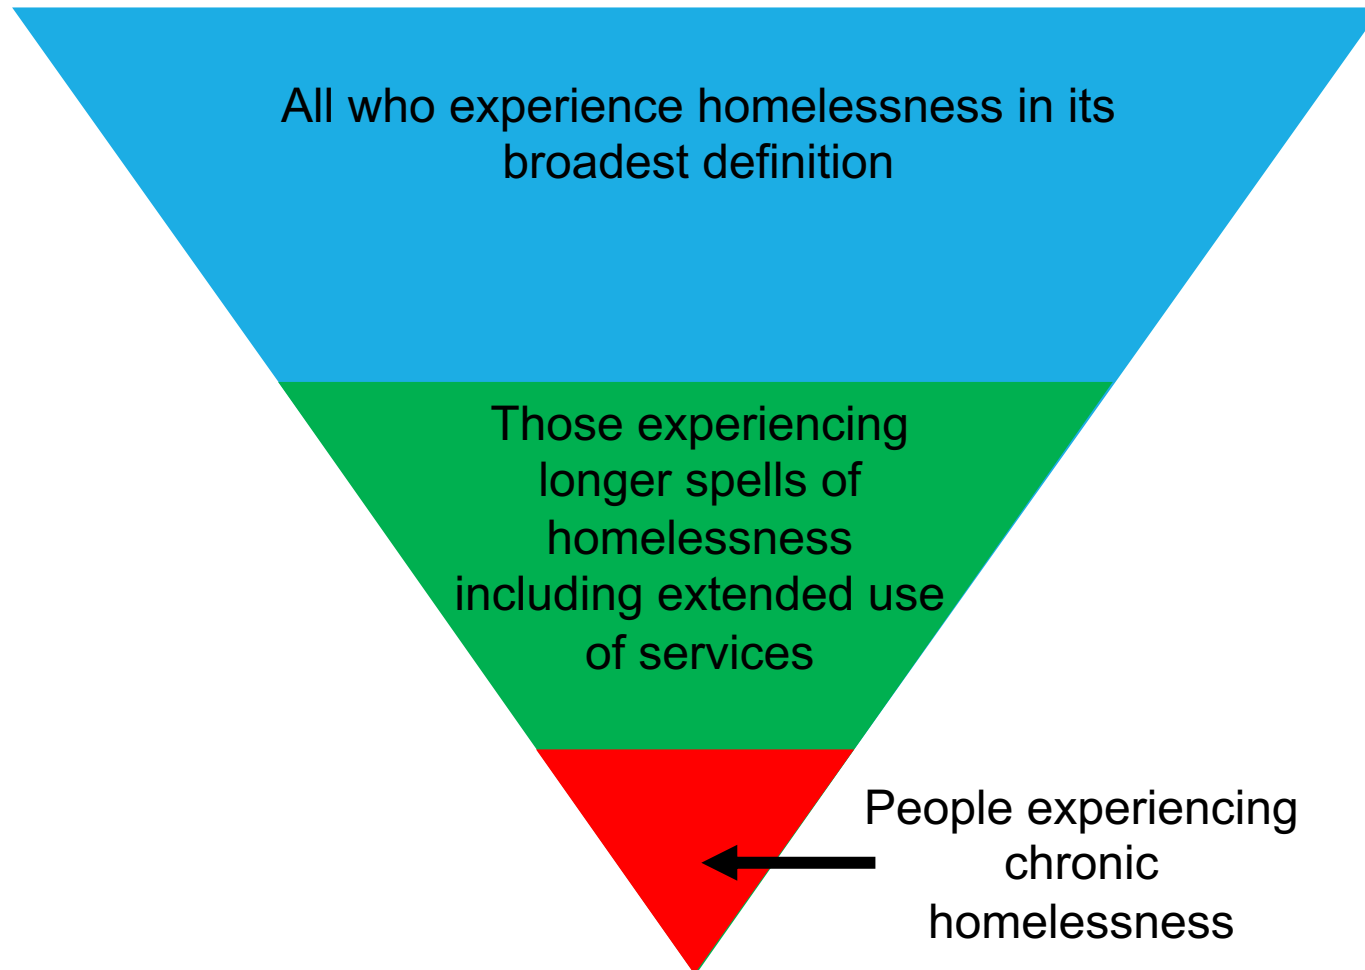 All who experience homelessness in its
broadest definition
Those experiencing
longer spells of
homelessness
including extended use
of services
People experiencing
chronic
homelessness